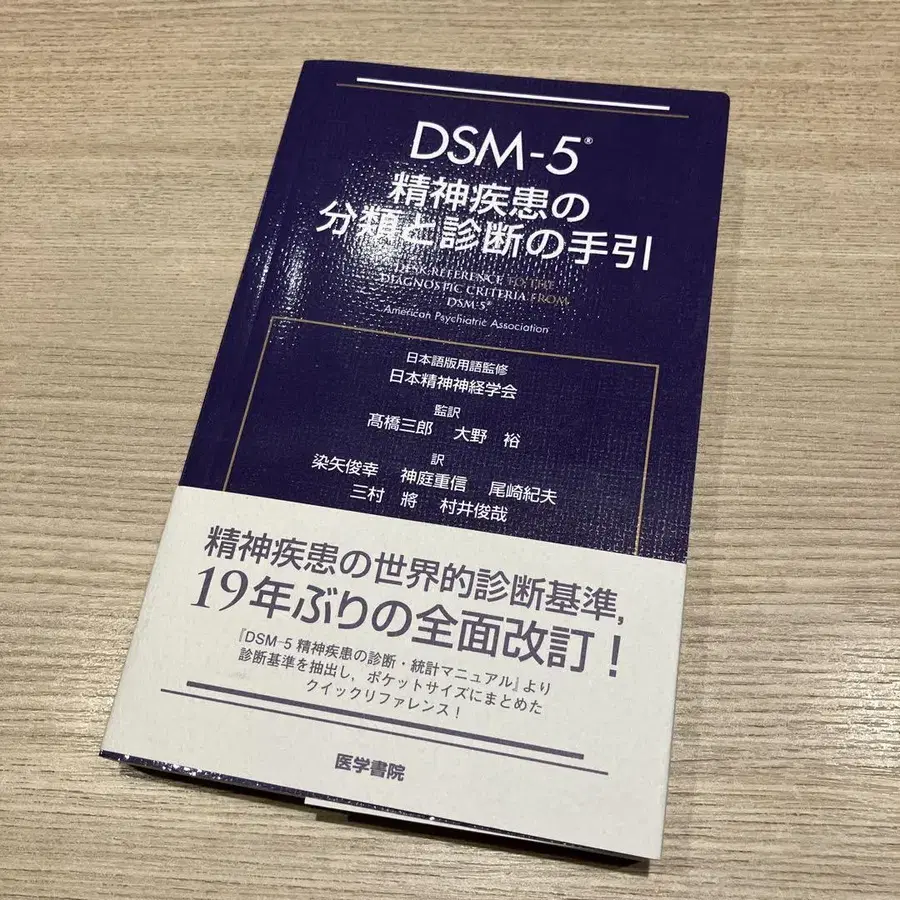 DSM-5®
精神疾患の
分類と診断の手引
DESK REFERENCE TO THE
DIAGNOSTIC CRITERIA FROM
DSM-5®
American Psychiatric Association
日本語版用語監修
日本精神神経学会
監訳
髙橋三郎 大野 裕
訳
染矢俊幸 神庭重信 尾崎紀夫
三村 將 村井俊哉
精神疾患の世界的診断基準,
19年ぶりの全面改訂!
『DSM-5 精神疾患の診断・統計マニュアル』より
診断基準を抽出し, ポケットサイズにまとめた
クイックリファレンス!
医学書院